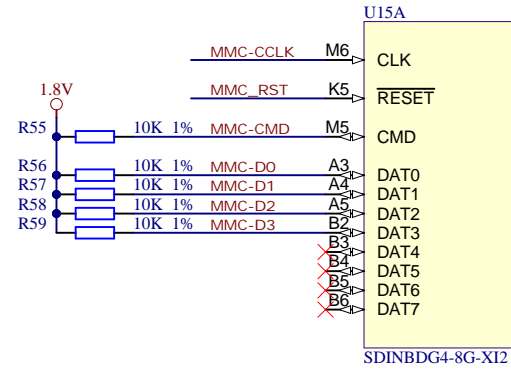 U15A
MMC-CCLK M6 CLK
MMC_RST K5 RESET
1.8V
R55 10K 1% MMC-CMD M5 CMD
R56 10K 1% MMC-D0 A3 DAT0
R57 10K 1% MMC-D1 A4 DAT1
R58 10K 1% MMC-D2 A5 DAT2
R59 10K 1% MMC-D3 B2 DAT3
B3 DAT4
B4 DAT5
B5 DAT6
B6 DAT7
SDINBDG4-8G-XI2